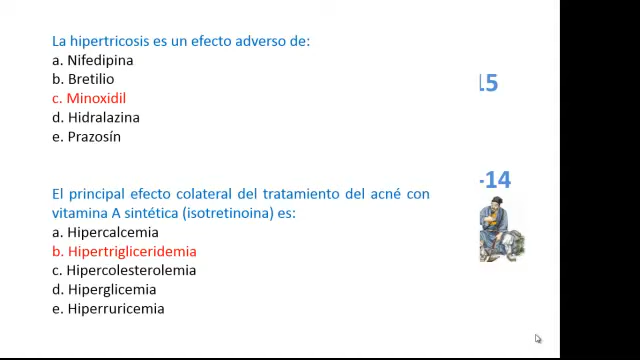 La hipertricosis es un efecto adverso de:
a. Nifedipina
b. Bretilio
c. Minoxidil
d. Hidralazina
e. Prazosín
15
-14
El principal efecto colateral del tratamiento del acné con
vitamina A sintética (isotretinoina) es:
a. Hipercalcemia
b. Hipertrigliceridemia
c. Hipercolesterolemia
d. Hiperglicemia
e. Hiperruricemia